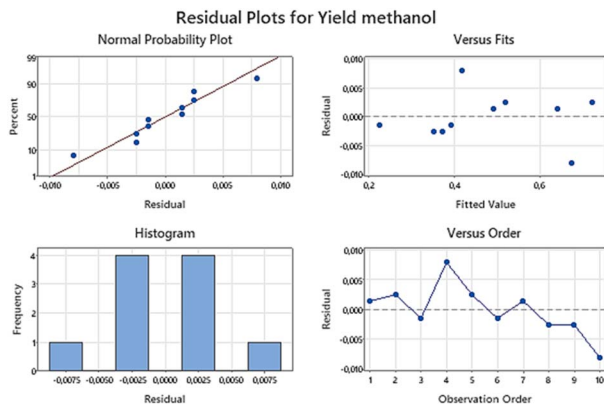 Residual Plots for Yield methanol
Normal Probability Plot
99
90
50
10
1
Percent
-0,010 -0,005 0,000 0,005 0,010
Residual
Versus Fits
0,010
0,005
0,000
-0,005
-0,010
Residual
0,2 0,4 0,6
Fitted Value
Histogram
4
3
2
1
0
Frequency
-0,0075 -0,0050 -0,0025 0,0000 0,0025 0,0050 0,0075
Residual
Versus Order
0,010
0,005
0,000
-0,005
-0,010
Residual
1 2 3 4 5 6 7 8 9 10
Observation Order